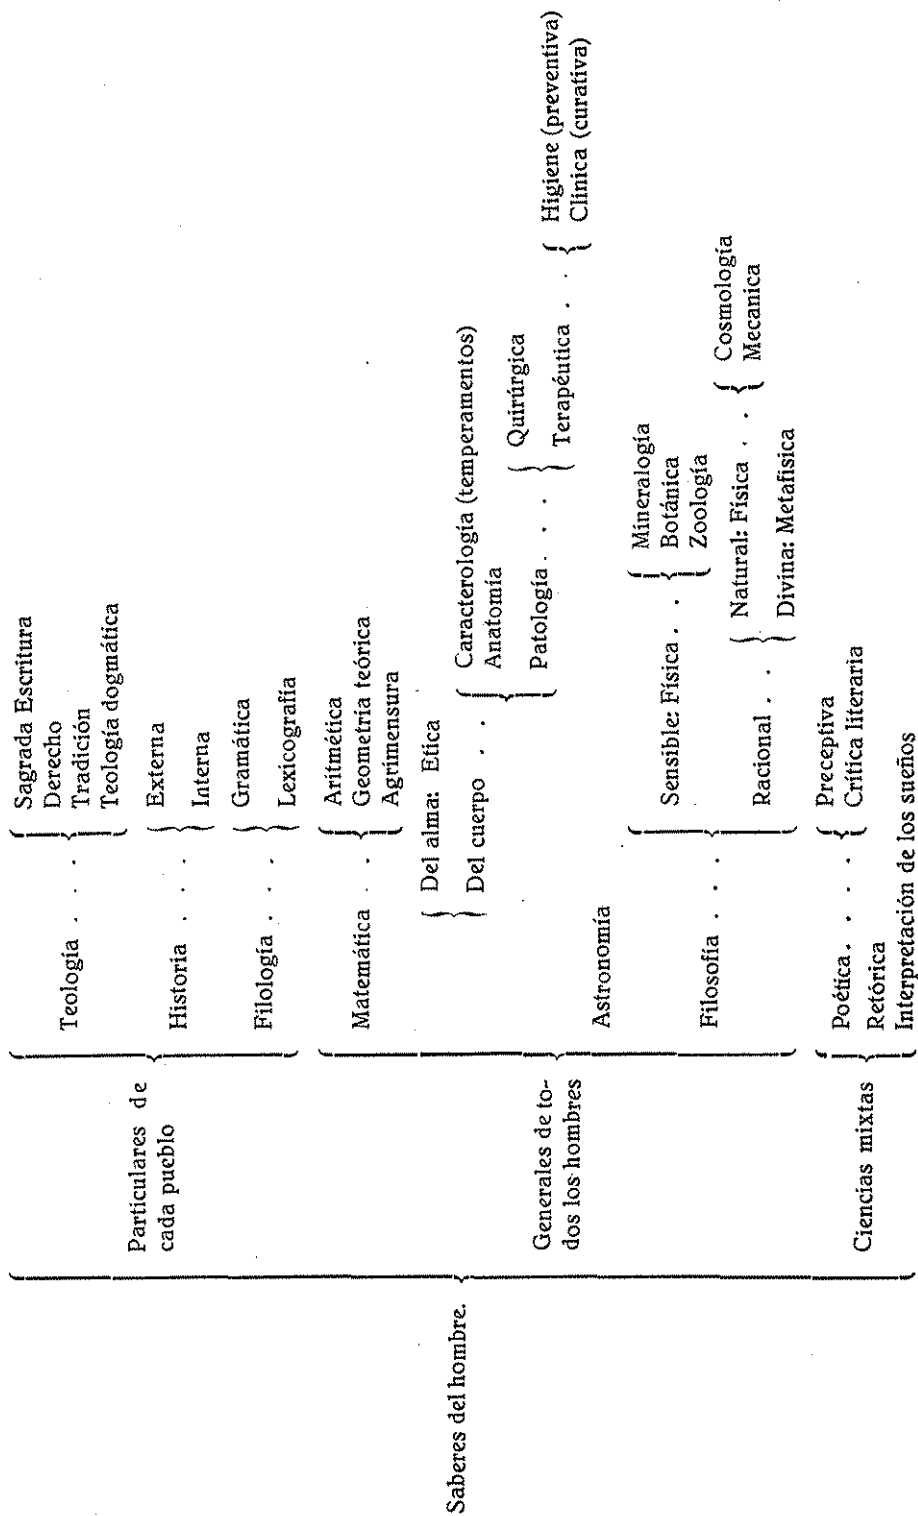 Saberes del hombre.
Particulares de
cada pueblo
Teología . . .
Sagrada Escritura
Derecho
Tradición
Teología dogmática
Historia . . .
Externa
Interna
Filología . . .
Gramática
Lexicografía
Generales de to-
dos los hombres
Matemática . .
Aritmética
Geometria teórica
Agrimensura
Del alma: Etica
Del cuerpo . .
Caracterología (temperamentos)
Anatomía
Patología. . .
Quirúrgica
Terapéutica . .
Higiene (preventiva)
Clínica (curativa)
Astronomía
Filosofía . . .
Sensible: Física . .
Mineralogía
Botánica
Zoología
Racional . .
Natural: Física . .
Cosmología
Mecanica
Divina: Metafísica
Ciencias mixtas
Poética. . . .
Preceptiva
Crítica literaria
Retórica
Interpretación de los sueños